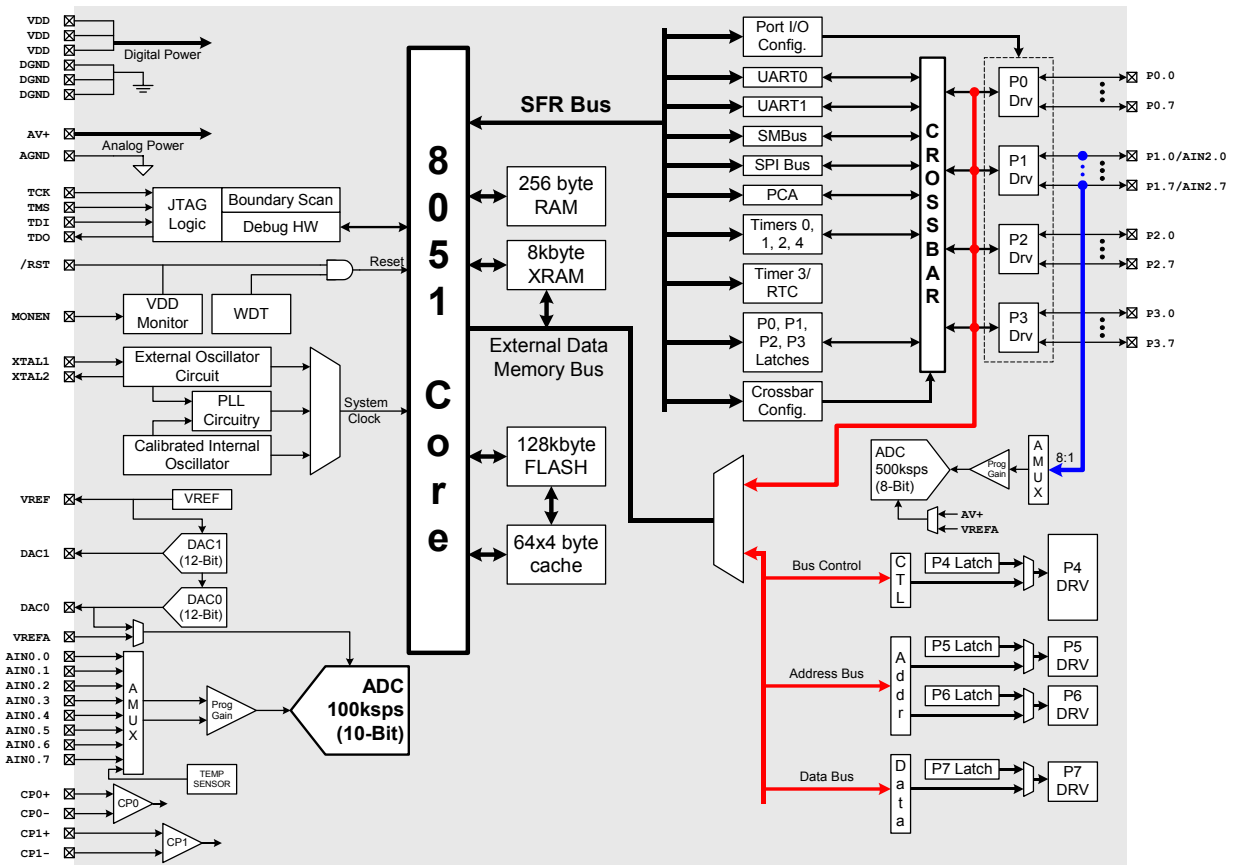 VDD
VDD
VDD
Digital Power
DGND
DGND
DGND
AV+
Analog Power
AGND
TCK
TMS
TDI
TDO
JTAG
Logic
Boundary Scan
Debug HW
/RST
Reset
MONEN
VDD
Monitor
WDT
XTAL1
XTAL2
External Oscillator
Circuit
PLL
Circuitry
Calibrated Internal
Oscillator
System
Clock
VREF
VREF
DAC1
DAC1
(12-Bit)
DAC0
DAC0
(12-Bit)
VREFA
AIN0.0
AIN0.1
AIN0.2
AIN0.3
AIN0.4
AIN0.5
AIN0.6
AIN0.7
AMUX
Prog
Gain
ADC
100ksps
(10-Bit)
TEMP
SENSOR
CP0+
CP0-
CP0
CP1+
CP1-
CP1
8051 Core
SFR Bus
256 byte
RAM
8kbyte
XRAM
External Data
Memory Bus
128kbyte
FLASH
64x4 byte
cache
Port I/O
Config.
UART0
UART1
SMBus
SPI Bus
PCA
Timers 0,
1, 2, 4
Timer 3/
RTC
P0, P1,
P2, P3
Latches
Crossbar
Config.
CROSSBAR
P0
Drv
P1
Drv
P2
Drv
P3
Drv
P0.0
P0.7
P1.0/AIN2.0
P1.7/AIN2.7
P2.0
P2.7
P3.0
P3.7
ADC
500ksps
(8-Bit)
Prog
Gain
AMUX
8:1
AV+
VREFA
Bus Control
CTL
P4 Latch
P4
DRV
Address Bus
Addr
P5 Latch
P5
DRV
P6 Latch
P6
DRV
Data Bus
Data
P7 Latch
P7
DRV